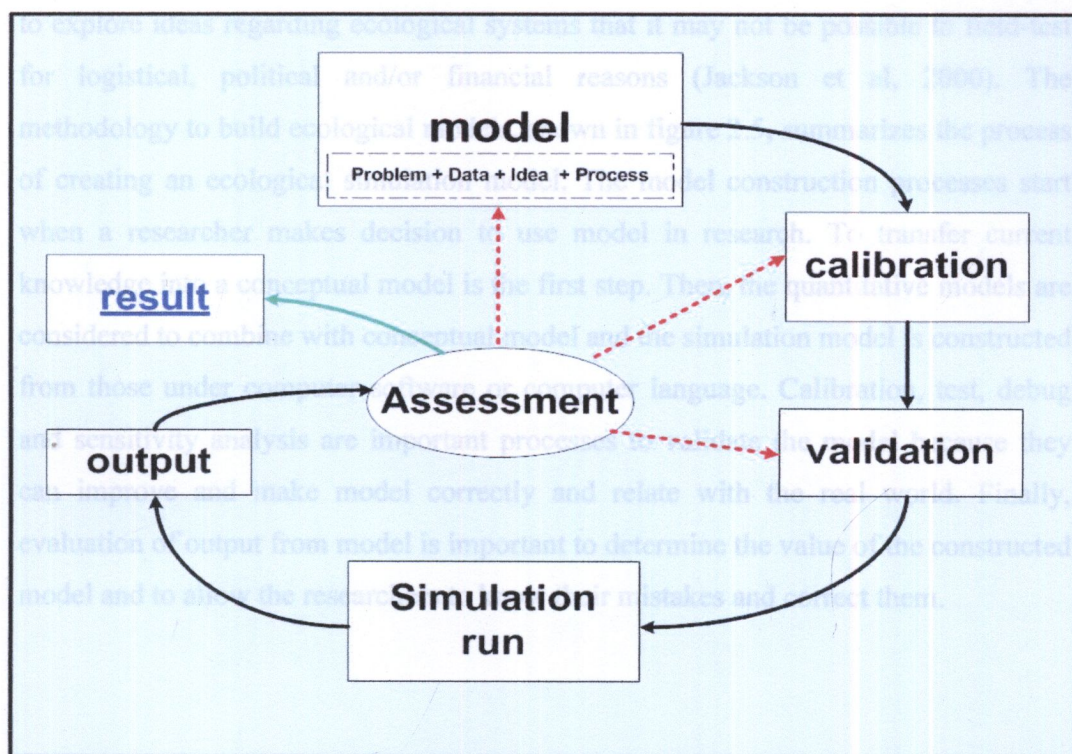 to explore ideas regarding ecological systems that it may not be possible to field-test
for logistical, political and/or financial reasons (Jackson et al, 2000). The
model
methodology to build ecological shown in figure 2.5, summarizes the process
Problem + Data + Idea + Process
of creating an ecological simulation model. The model construction processes start
when a researcher makes decision to use model in research. To transfer current
calibration
knowledge into a conceptual model is the first step. Then, the quantitative models are
result
considered to combine with conceptual model and the simulation model is constructed
from those under computer software or computer language. Calibration, test, debug
Assessment
and sensitivity analysis are important processes to validate the model because they
output
validation
can improve and make model correctly and relate with the real world. Finally,
evaluation of output from model is important to determine the value of the constructed
Simulation
run
model and to allow the their mistakes and correct them.